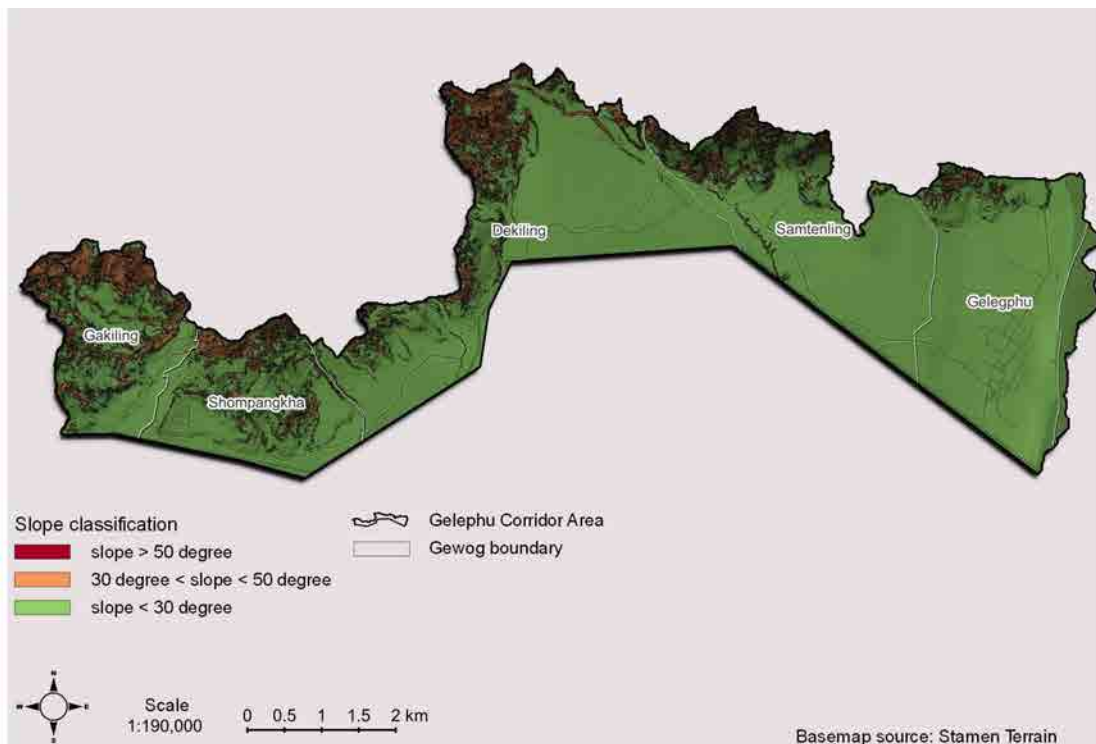 Dekiling
Samtenling
Gelegphu
Gakiling
Shompangkha
Slope classification
slope > 50 degree
30 degree < slope < 50 degree
slope < 30 degree
Gelephu Corridor Area
Gewog boundary
N
W
E
S
Scale
1:190,000
0 0.5 1 1 2 km
Basemap source: Stamen Terrain